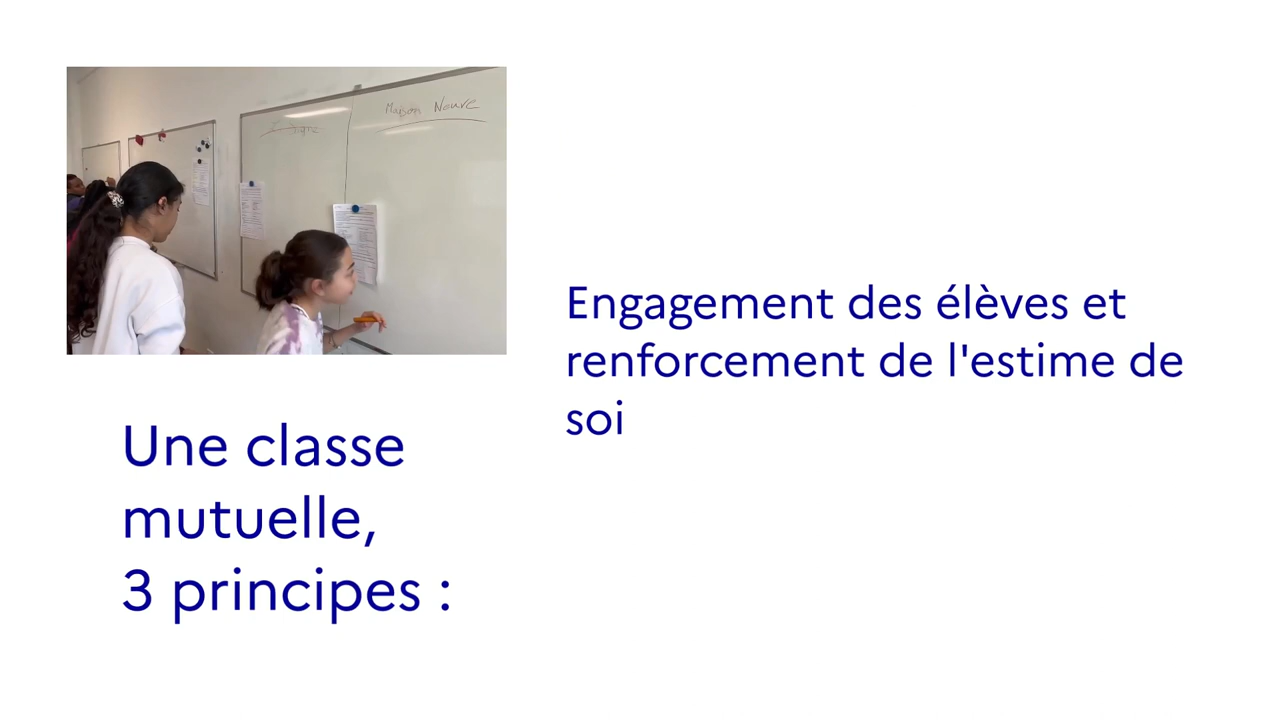 Une classe
mutuelle,
3 principes :
Engagement des élèves et
renforcement de l'estime de
soi